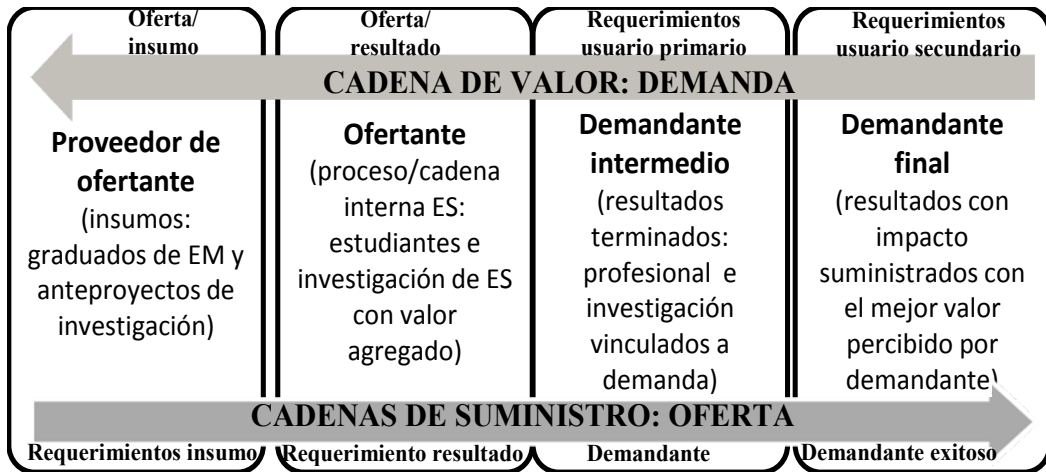 Oferta/
insumo
Oferta/
resultado
Requerimientos
usuario primario
Requerimientos
usuario secundario
CADENA DE VALOR: DEMANDA
Proveedor de
ofertante
(insumos:
graduados de EM y
anteproyectos de
investigación)
Ofertante
(proceso/cadena
interna ES:
estudiantes e
investigación de ES
con valor
agregado)
Demandante
intermedio
(resultados
terminados:
profesional e
investigación
vinculados a
demanda)
Demandante
final
(resultados con
impacto
suministrados con
el mejor valor
percibido por
demandante)
CADENAS DE SUMINISTRO: OFERTA
Requerimientos insumo
Requerimiento resultado
Demandante
Demandante exitoso